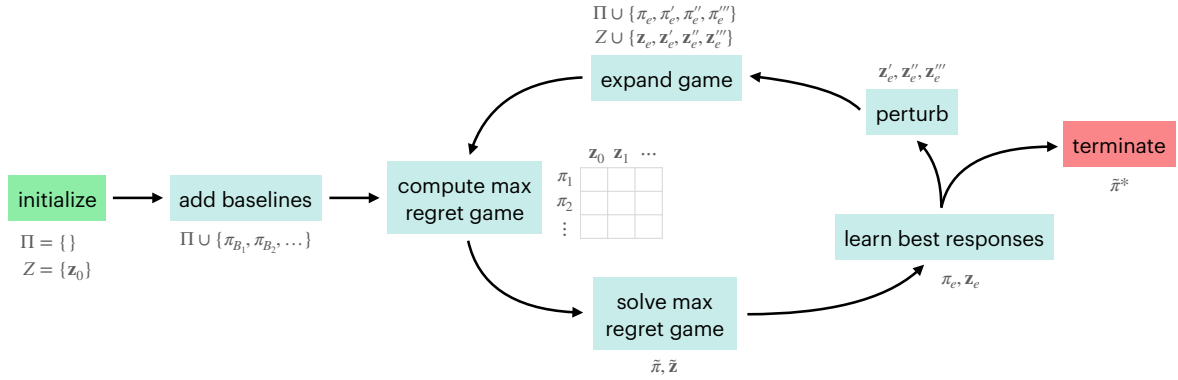 Π ∪ {π_e, π′_e, π″_e, π‴_e}
Z ∪ {z_e, z′_e, z″_e, z‴_e}
expand game
z′_e, z″_e, z‴_e
perturb
terminate
π̃*
z_0 z_1 ⋯
π_1
π_2
⋮
initialize
Π = {}
Z = {z_0}
add baselines
Π ∪ {π_{B_1}, π_{B_2}, …}
compute max
regret game
learn best responses
π_e, z_e
solve max
regret game
π̃, z̃